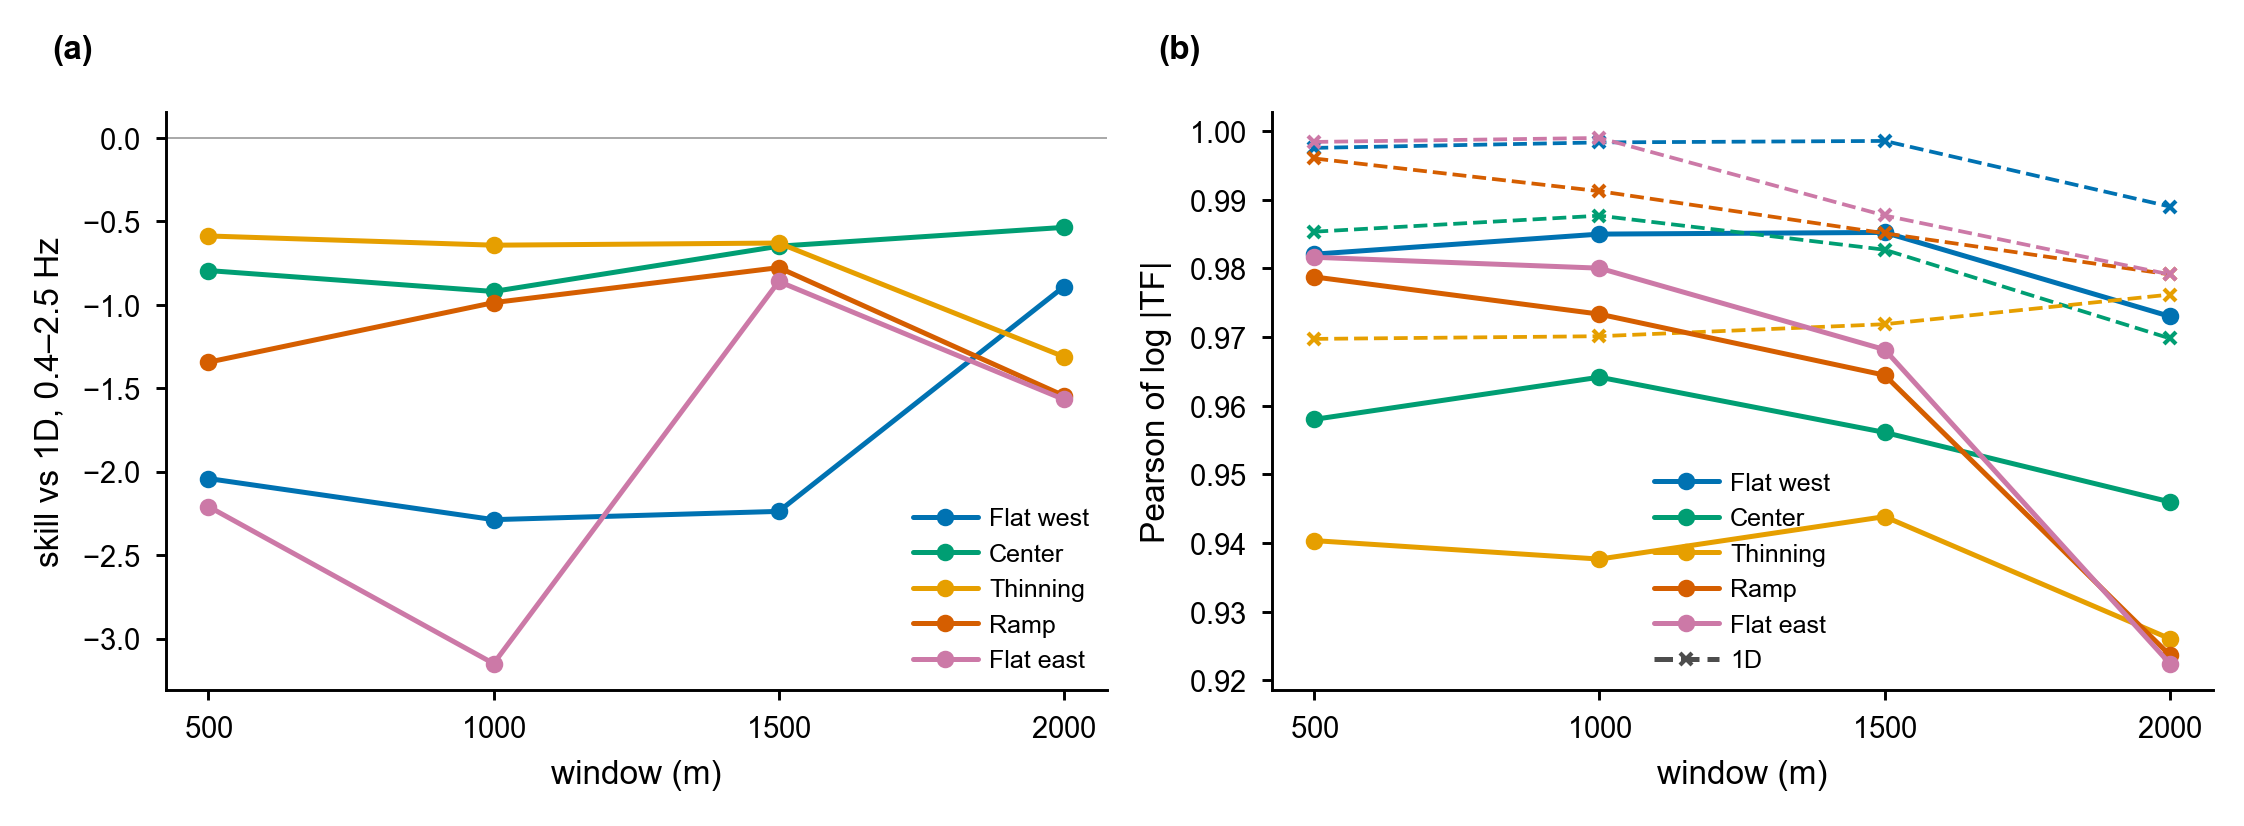 (a)
0.0
−0.5
−1.0
−1.5
−2.0
−2.5
−3.0
skill vs 1D, 0.4–2.5 Hz
500 1000 1500 2000
window (m)
Flat west
Center
Thinning
Ramp
Flat east
(b)
1.00
0.99
0.98
0.97
0.96
0.95
0.94
0.93
0.92
Pearson of log |TF|
500 1000 1500 2000
window (m)
Flat west
Center
Thinning
Ramp
Flat east
1D